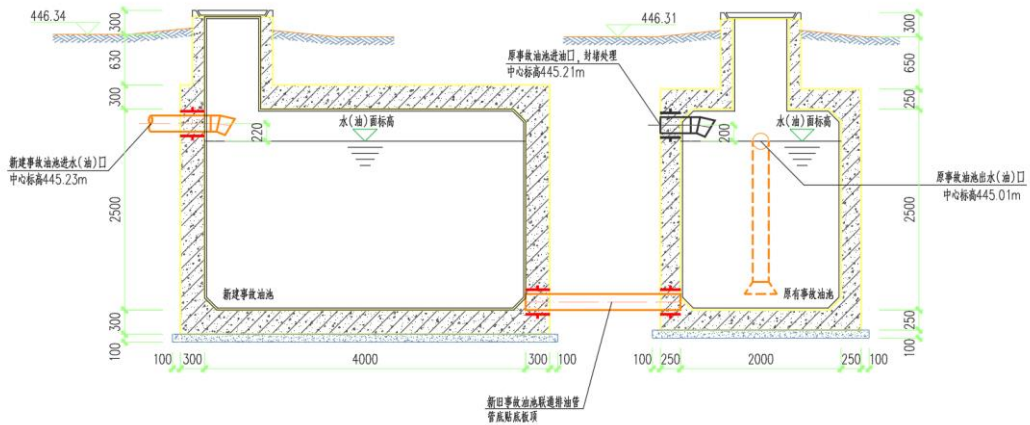 446.34
300
630
300
2500
300
100
新建事故油池进水(油)口
中心标高445.23m
220
水(油)面标高
新建事故油池
100
300
4000
300
100
新旧事故油池联通排油管
管底贴底板顶
446.31
原事故油池进油口，封堵处理
中心标高445.21m
200
水(油)面标高
原有事故油池
原事故油池出水(油)口
中心标高445.01m
300
650
250
2500
250
100
100
250
2000
250
100